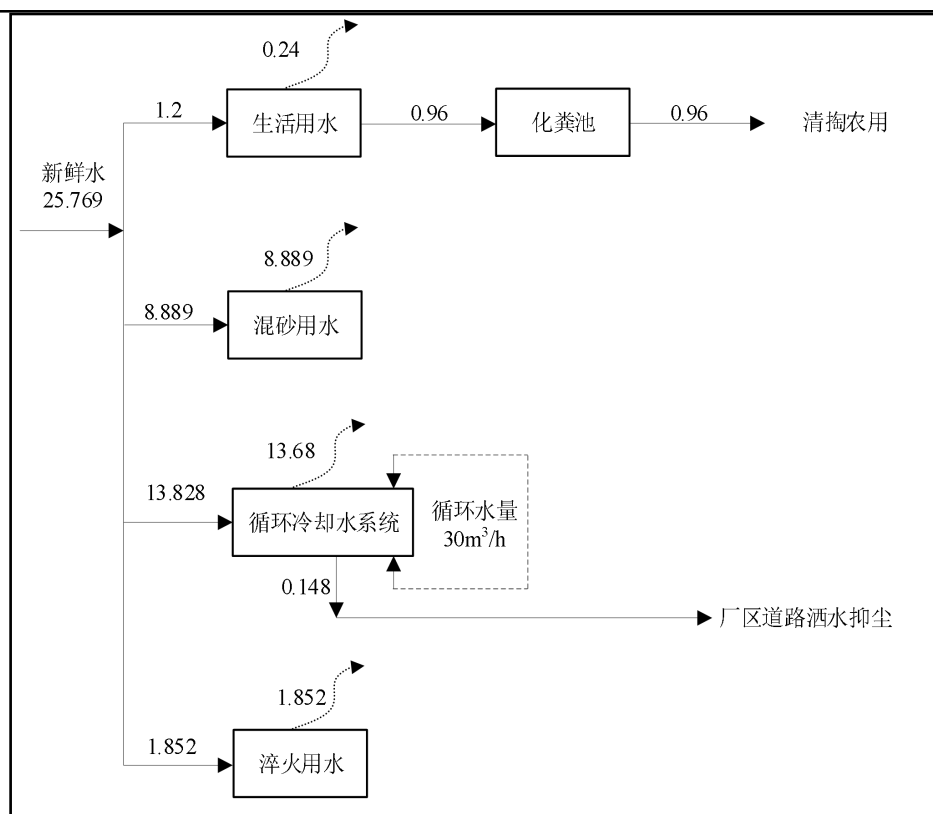 0.24
1.2
生活用水
0.96
化粪池
0.96
清掏农用
新鲜水
25.769
8.889
8.889
混砂用水
13.68
13.828
循环冷却水系统
循环水量
30m³/h
0.148
厂区道路洒水抑尘
1.852
1.852
淬火用水